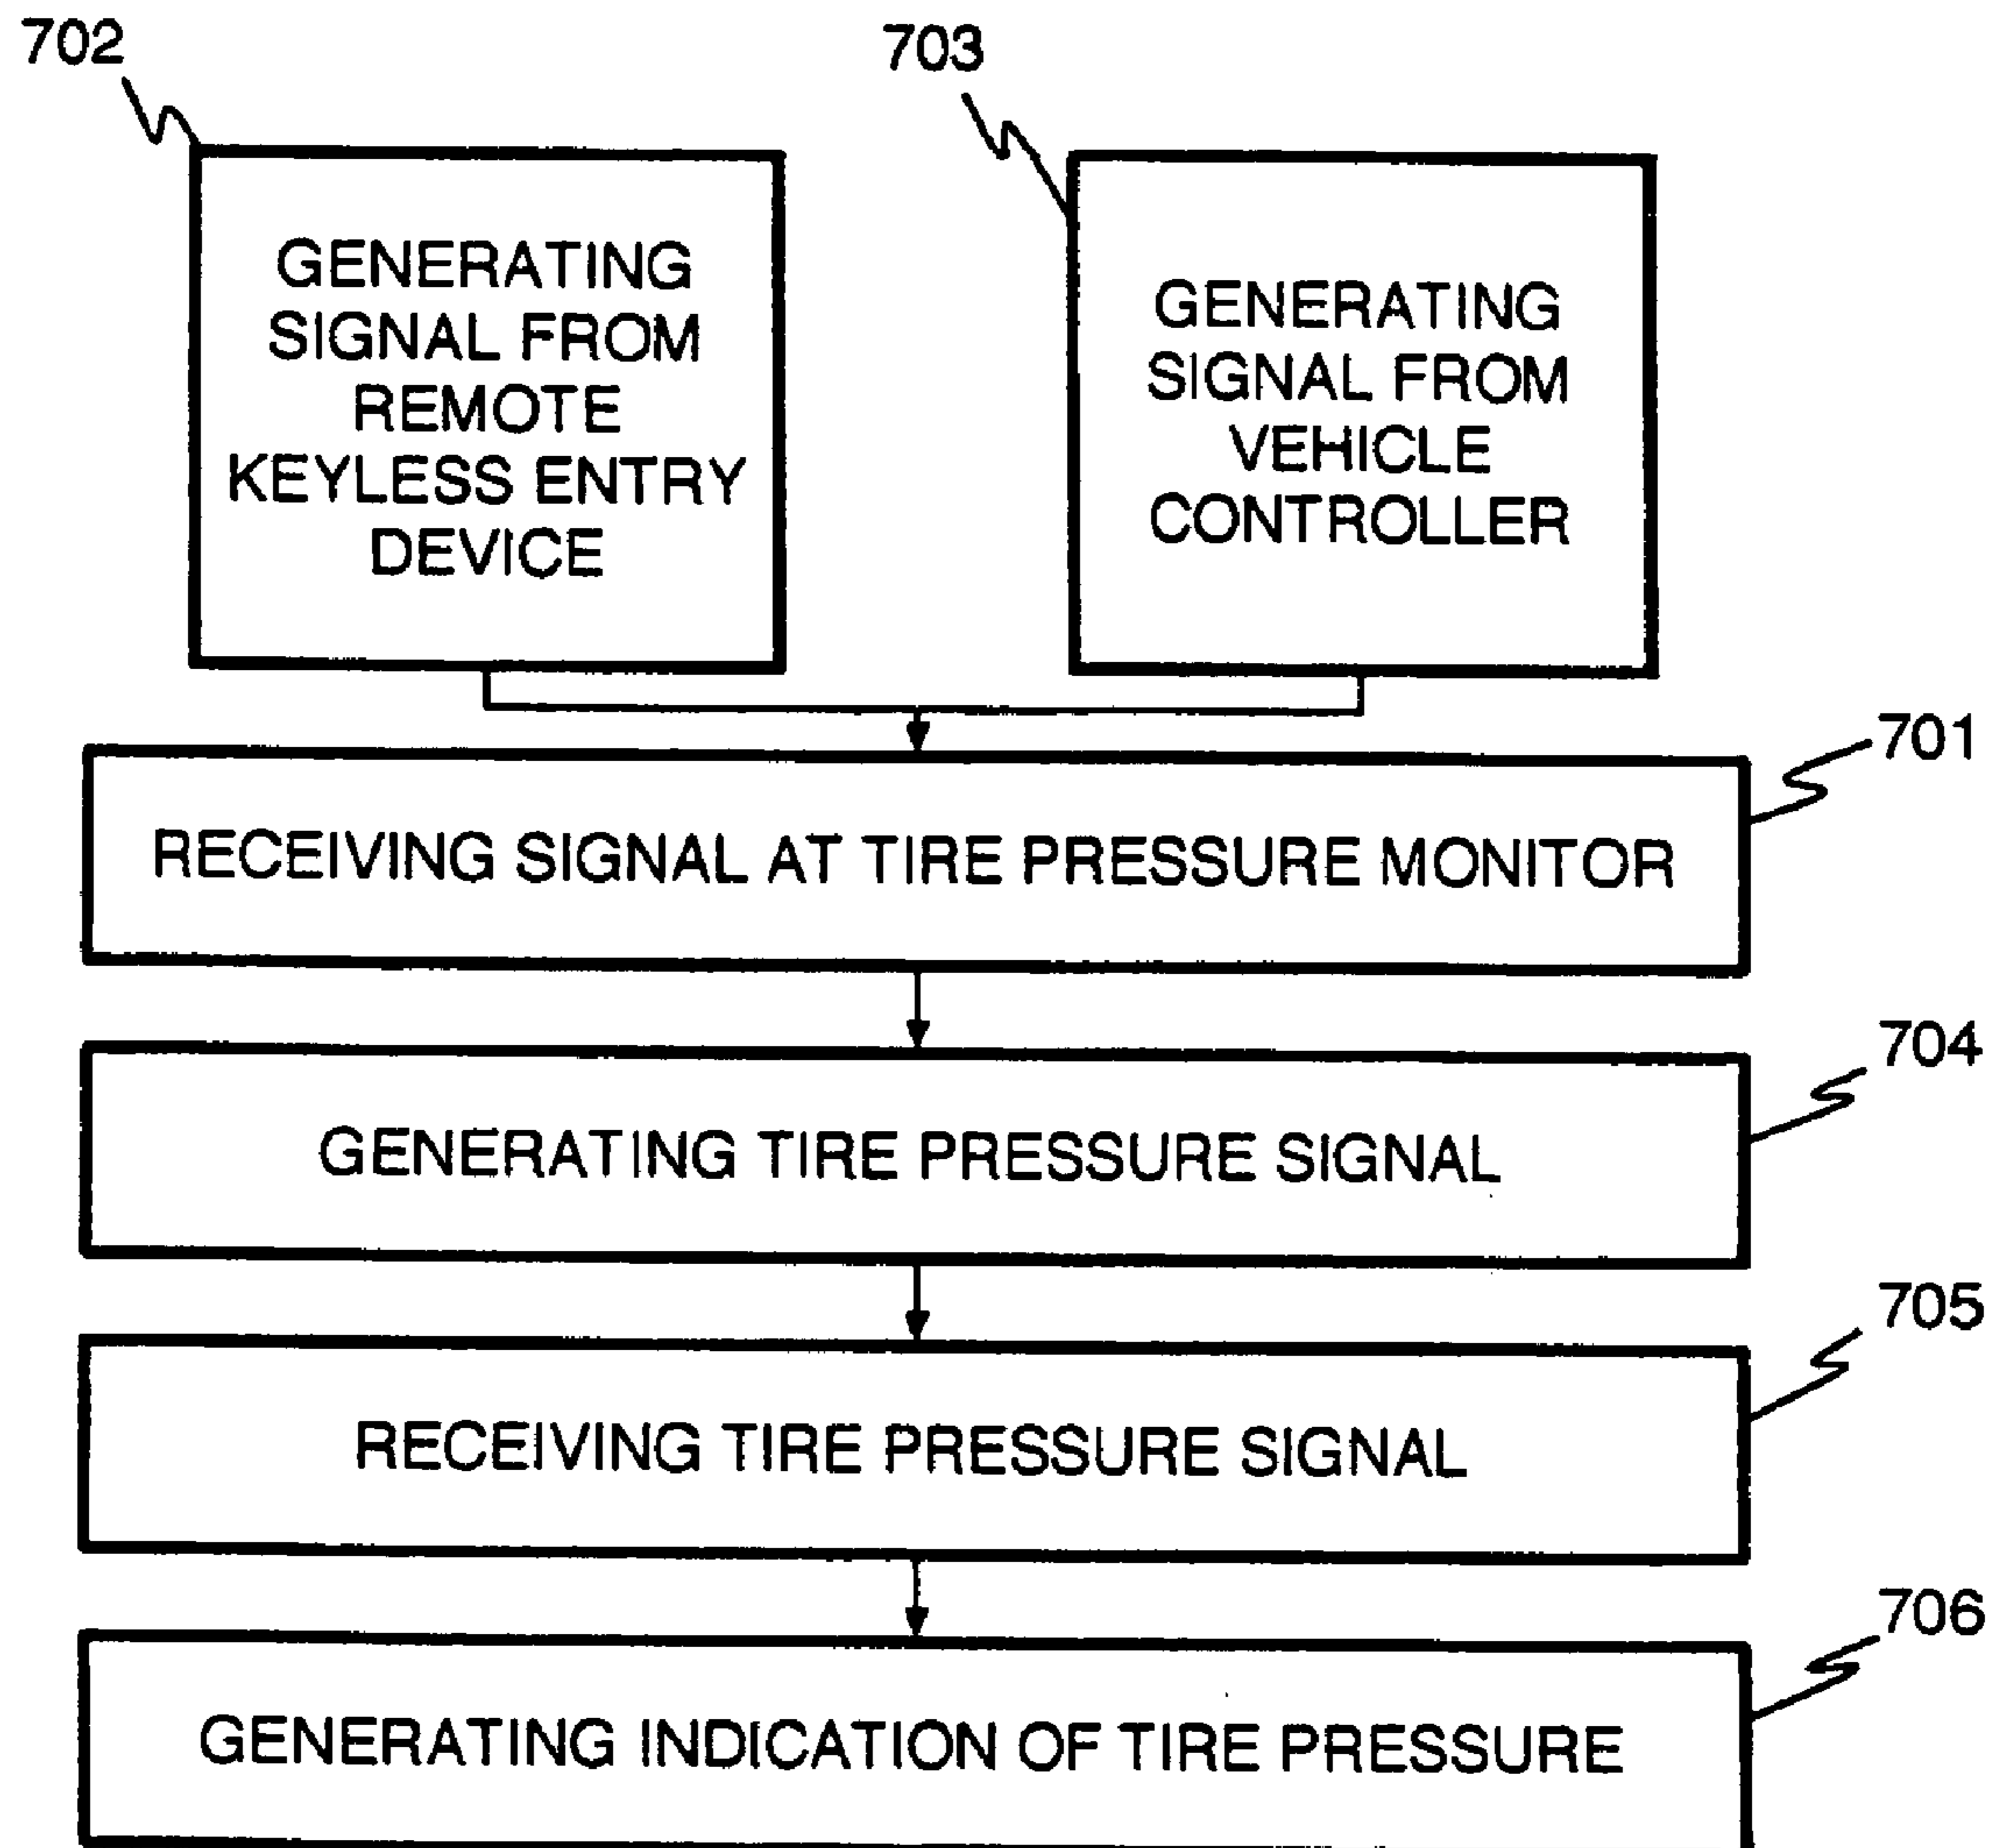 702
703
GENERATING
SIGNAL FROM
REMOTE
KEYLESS ENTRY
DEVICE
GENERATING
SIGNAL FROM
VEHICLE
CONTROLLER
701
RECEIVING SIGNAL AT TIRE PRESSURE MONITOR
704
GENERATING TIRE PRESSURE SIGNAL
705
RECEIVING TIRE PRESSURE SIGNAL
706
GENERATING INDICATION OF TIRE PRESSURE